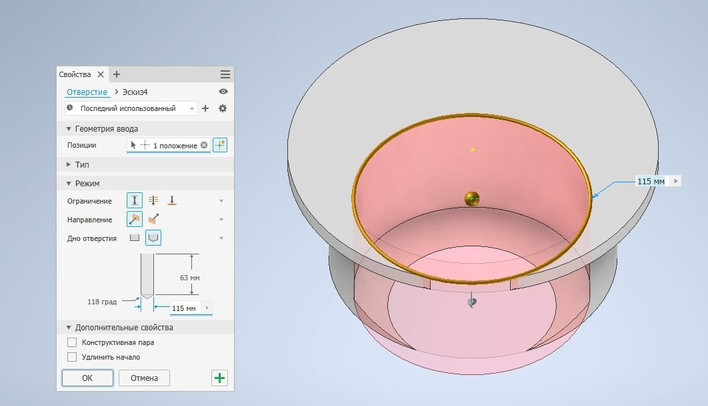 Свойства
Отверстие > Эскиз4
Последний использованный
Геометрия ввода
Позиции 1 положение
Тип
Режим
Ограничение
Направление
Дно отверстия
63 мм
118 град
115 мм
Дополнительные свойства
Конструктивная пара
Удлинить начало
ОК Отмена
115 мм